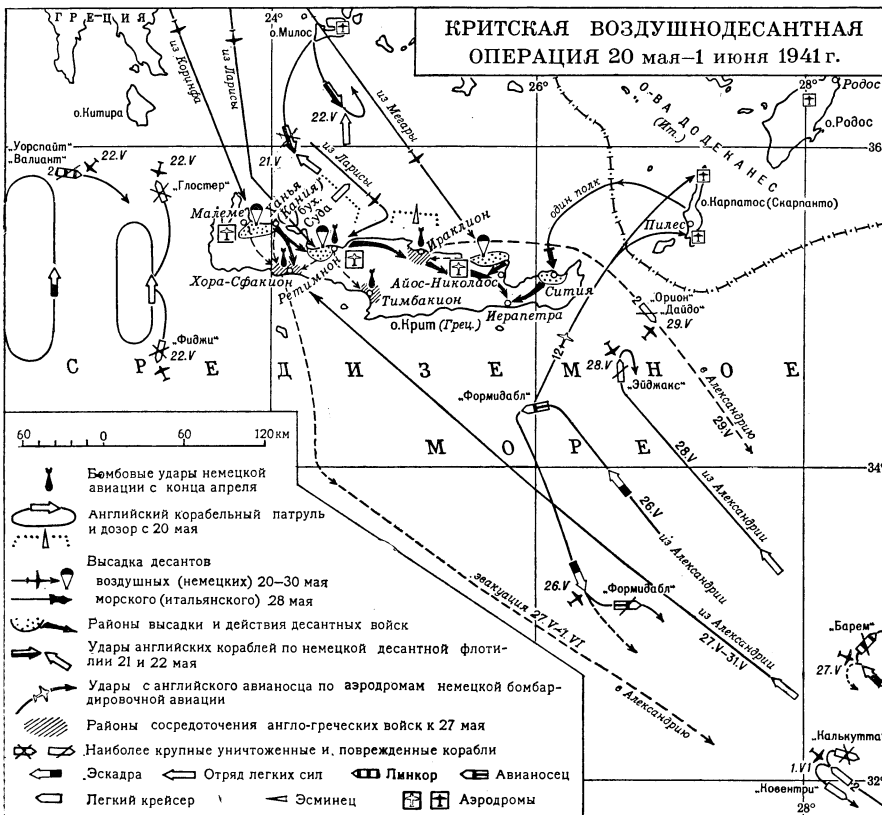 КРИТСКАЯ ВОЗДУШНОДЕСАНТНАЯ
ОПЕРАЦИЯ 20 мая–1 июня 1941 г.
ГРЕЦИЯ
24°
о.Милос
из Коринфа
из Ларисы
из Мегары
26°
28°
Родос
о.Родос
О-ВА ДОДЕКАНЕС
(Ит.)
о.Китира
22.V
21.V
из Ларисы
36°
„Уорспайт"
„Валиант"
2
22.V
22.V
„Глостер"
Малеме
Ханья
(Кания)
бух.
Суда
один полк
о.Карпатос (Скарпанто)
Пилес
Ираклион
Хора-Сфакион
Ретимнон
Тимбакион
Айос-Николаос
Сития
Иерапетра
о.Крит (Грец.)
„Фиджи"
22.V
2
„Орион"
„Дайдо"
29.V
12
28.V
„Эйджакс"
СРЕДИЗЕМНОЕ
МОРЕ
„Формидабл"
в Александрию
29.V
28.V
из Александрии
34°
26.V
из Александрии
26.V
„Формидабл"
из Александрии
27.V–31.V
эвакуация 27.V–1.VI
в Александрию
„Барем"
27.V
„Калькутта"
1.VI
2
„Ковентри"
32°
28°
60 0 60 120 км
Бомбовые удары немецкой
авиации с конца апреля
Английский корабельный патруль
и дозор с 20 мая
Высадка десантов
воздушных (немецких) 20–30 мая
морского (итальянского) 28 мая
Районы высадки и действия десантных войск
Удары английских кораблей по немецкой десантной флоти-
лии 21 и 22 мая
Удары с английского авианосца по аэродромам немецкой бомбар-
дировочной авиации
Районы сосредоточения англо-греческих войск к 27 мая
Наиболее крупные уничтоженные и поврежденные корабли
Эскадра Отряд легких сил Линкор Авианосец
Легкий крейсер Эсминец Аэродромы